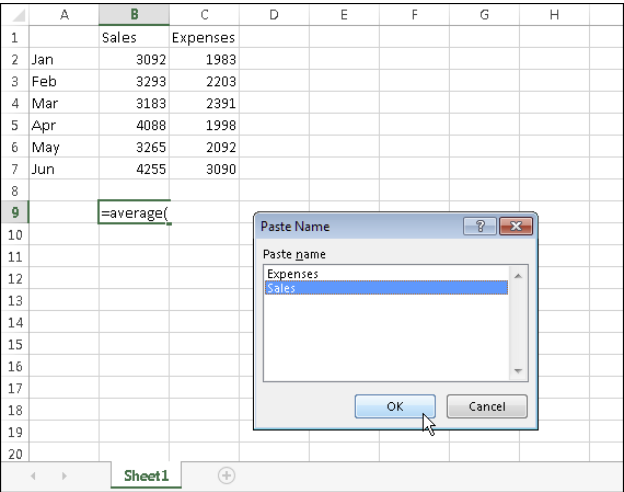 A B C D E F G H
1 Sales Expenses
2 Jan 3092 1983
3 Feb 3293 2203
4 Mar 3183 2391
5 Apr 4088 1998
6 May 3265 2092
7 Jun 4255 3090
8
9 =average(
10
11
12
13
14
15
16
17
18
19
20
Paste Name
Paste name
Expenses
Sales
OK Cancel
Sheet1